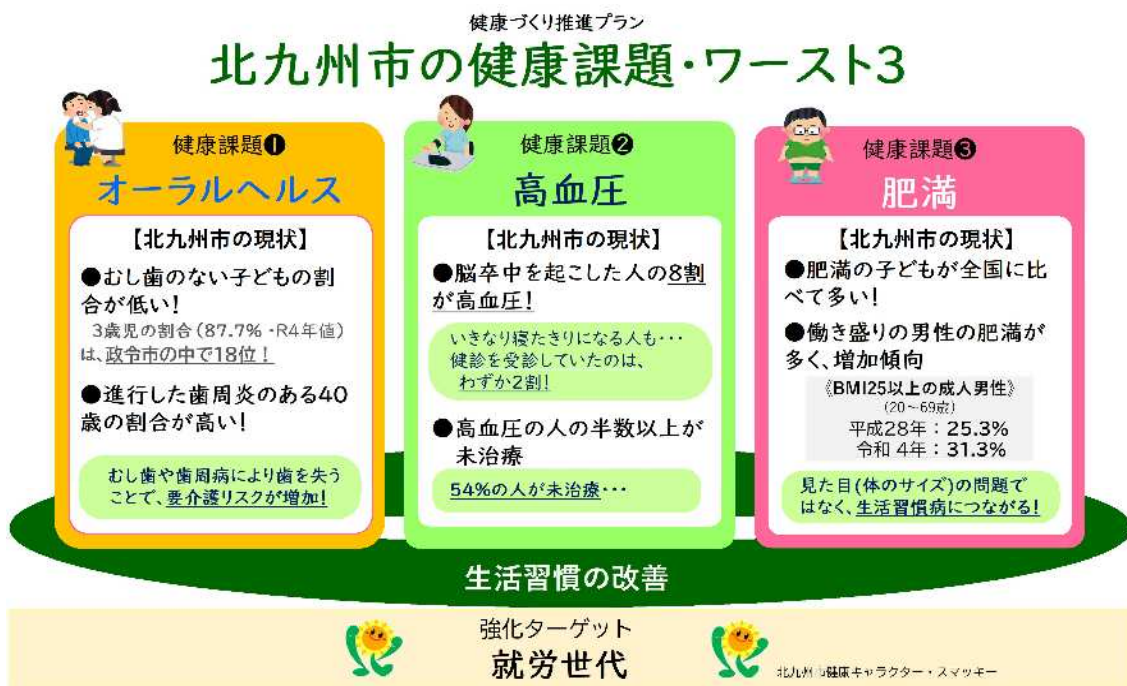 健康づくり推進プラン
北九州市の健康課題・ワースト3
健康課題❶
オーラルヘルス
【北九州市の現状】
●むし歯のない子どもの割
合が低い!
3歳児の割合(87.7%・R4年値)
は、政令市の中で18位!
●進行した歯周炎のある40
歳の割合が高い!
むし歯や歯周病により歯を失う
ことで、要介護リスクが増加!
健康課題❷
高血圧
【北九州市の現状】
●脳卒中を起こした人の8割
が高血圧!
いきなり寝たきりになる人も・・・
健診を受診していたのは、
わずか2割!
●高血圧の人の半数以上が
未治療
54%の人が未治療・・・
健康課題❸
肥満
【北九州市の現状】
●肥満の子どもが全国に比
べて多い!
●働き盛りの男性の肥満が
多く、増加傾向
《BMI25以上の成人男性》
(20~69歳)
平成28年:25.3%
令和 4年:31.3%
見た目(体のサイズ)の問題で
はなく、生活習慣病につながる!
生活習慣の改善
強化ターゲット
就労世代
北九州市健康キャラクター・スマッキー